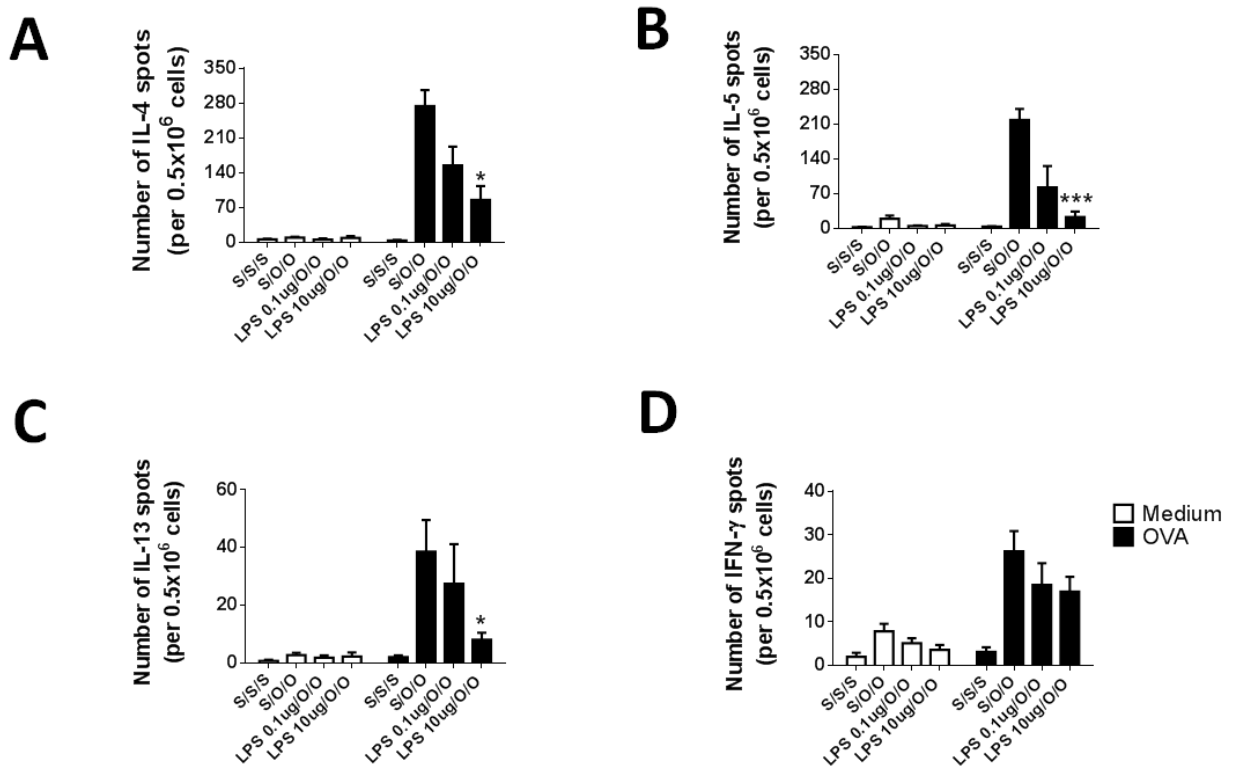 A
Number of IL-4 spots
(per 0.5x10⁶ cells)
350
280
210
140
70
0
*
S/S/S
S/O/O
LPS 0.1ug/O/O
LPS 10ug/O/O
S/S/S
S/O/O
LPS 0.1ug/O/O
LPS 10ug/O/O
B
Number of IL-5 spots
(per 0.5x10⁶ cells)
350
280
210
140
70
0
***
S/S/S
S/O/O
LPS 0.1ug/O/O
LPS 10ug/O/O
S/S/S
S/O/O
LPS 0.1ug/O/O
LPS 10ug/O/O
C
Number of IL-13 spots
(per 0.5x10⁶ cells)
60
40
20
0
*
S/S/S
S/O/O
LPS 0.1ug/O/O
LPS 10ug/O/O
S/S/S
S/O/O
LPS 0.1ug/O/O
LPS 10ug/O/O
D
Number of IFN-γ spots
(per 0.5x10⁶ cells)
40
30
20
10
0
S/S/S
S/O/O
LPS 0.1ug/O/O
LPS 10ug/O/O
S/S/S
S/O/O
LPS 0.1ug/O/O
LPS 10ug/O/O
Medium
OVA